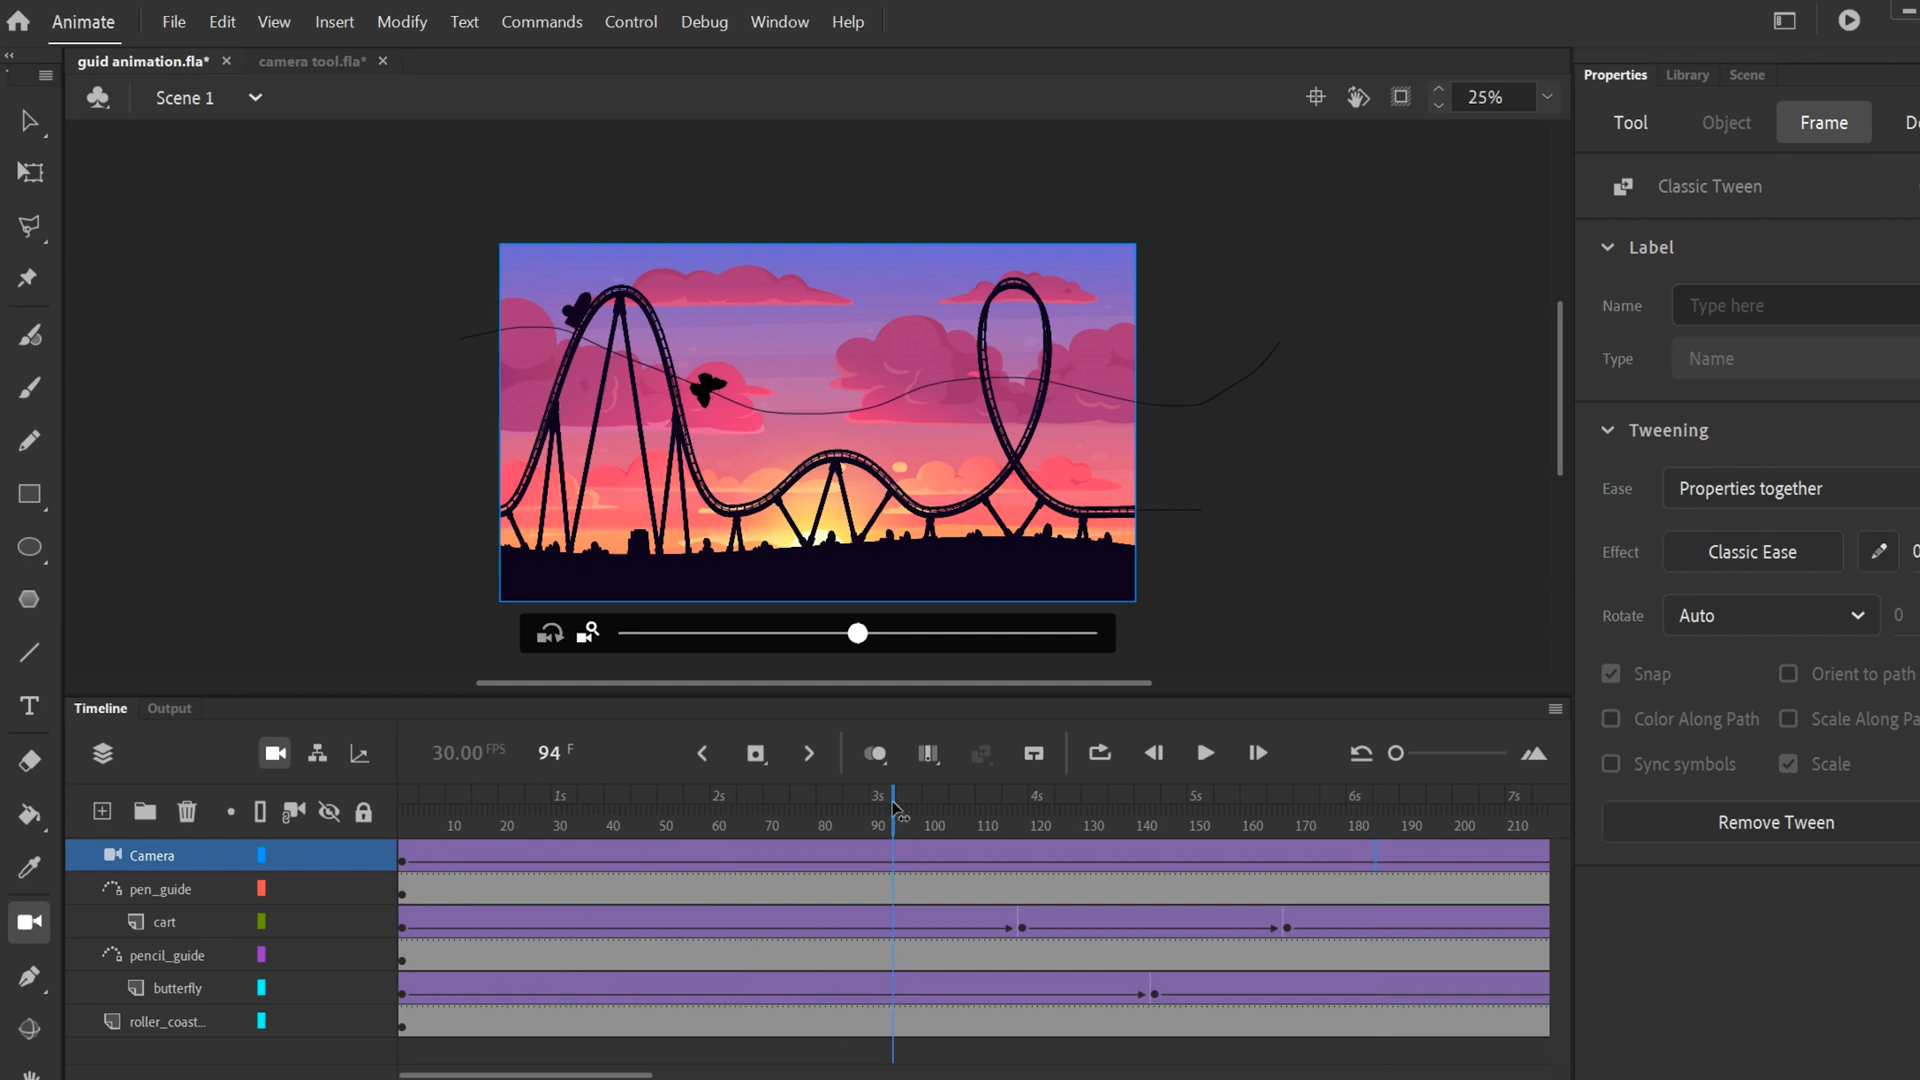 Animate File Edit View Insert Modify Text Commands Control Debug Window Help
guid animation.fla* camera tool.fla*
Scene 1 25%
Properties Library Scene
Tool Object Frame
Classic Tween
Label
Name Type here
Type Name
Tweening
Ease Properties together
Effect Classic Ease
Rotate Auto 0
Snap Orient to path
Color Along Path Scale Along
Sync symbols Scale
Remove Tween
Timeline Output
30.00 FPS 94 F
1s 2s 3s 4s 5s 6s 7s
10 20 30 40 50 60 70 80 90 100 110 120 130 140 150 160 170 180 190 200 210
Camera
pen_guide
cart
pencil_guide
butterfly
roller_coast...
T